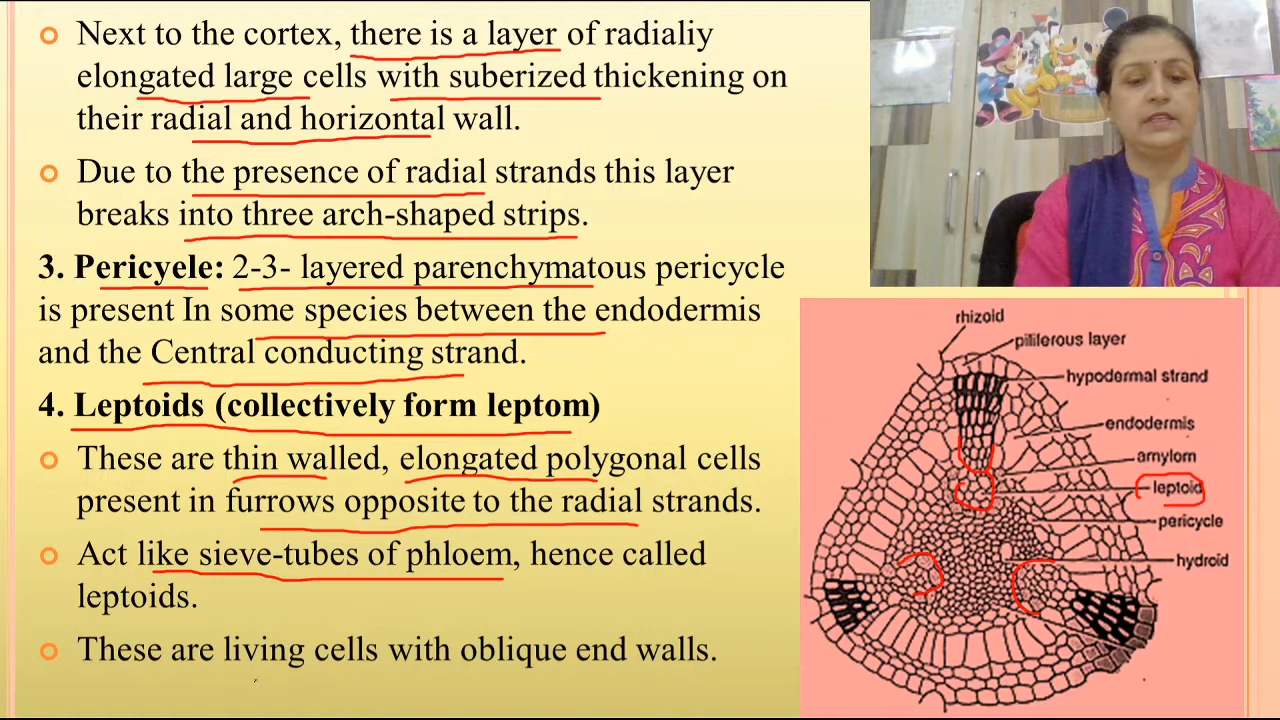 Next to the cortex, there is a layer of radialiy
elongated large cells with suberized thickening on
their radial and horizontal wall.
Due to the presence of radial strands this layer
breaks into three arch-shaped strips.
3. Pericyele: 2-3- layered parenchymatous pericycle
is present In some species between the endodermis
and the Central conducting strand.
4. Leptoids (collectively form leptom)
These are thin walled, elongated polygonal cells
present in furrows opposite to the radial strands.
Act like sieve-tubes of phloem, hence called
leptoids.
These are living cells with oblique end walls.
rhizoid
piliferous layer
hypodermal strand
endodermis
amylom
leptoid
pericycle
hydroid